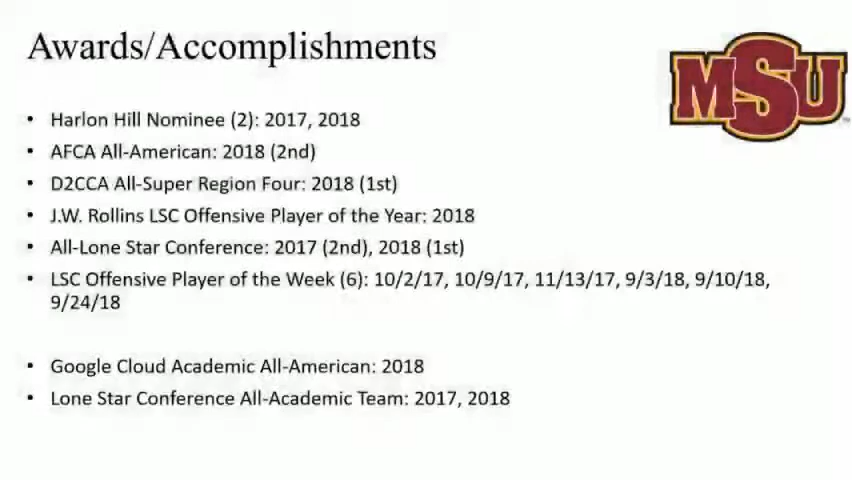 Awards/Accomplishments
MSU
• Harlon Hill Nominee (2): 2017, 2018
• AFCA All-American: 2018 (2nd)
• D2CCA All-Super Region Four: 2018 (1st)
• J.W. Rollins LSC Offensive Player of the Year: 2018
• All-Lone Star Conference: 2017 (2nd), 2018 (1st)
• LSC Offensive Player of the Week (6): 10/2/17, 10/9/17, 11/13/17, 9/3/18, 9/10/18,
9/24/18
• Google Cloud Academic All-American: 2018
• Lone Star Conference All-Academic Team: 2017, 2018